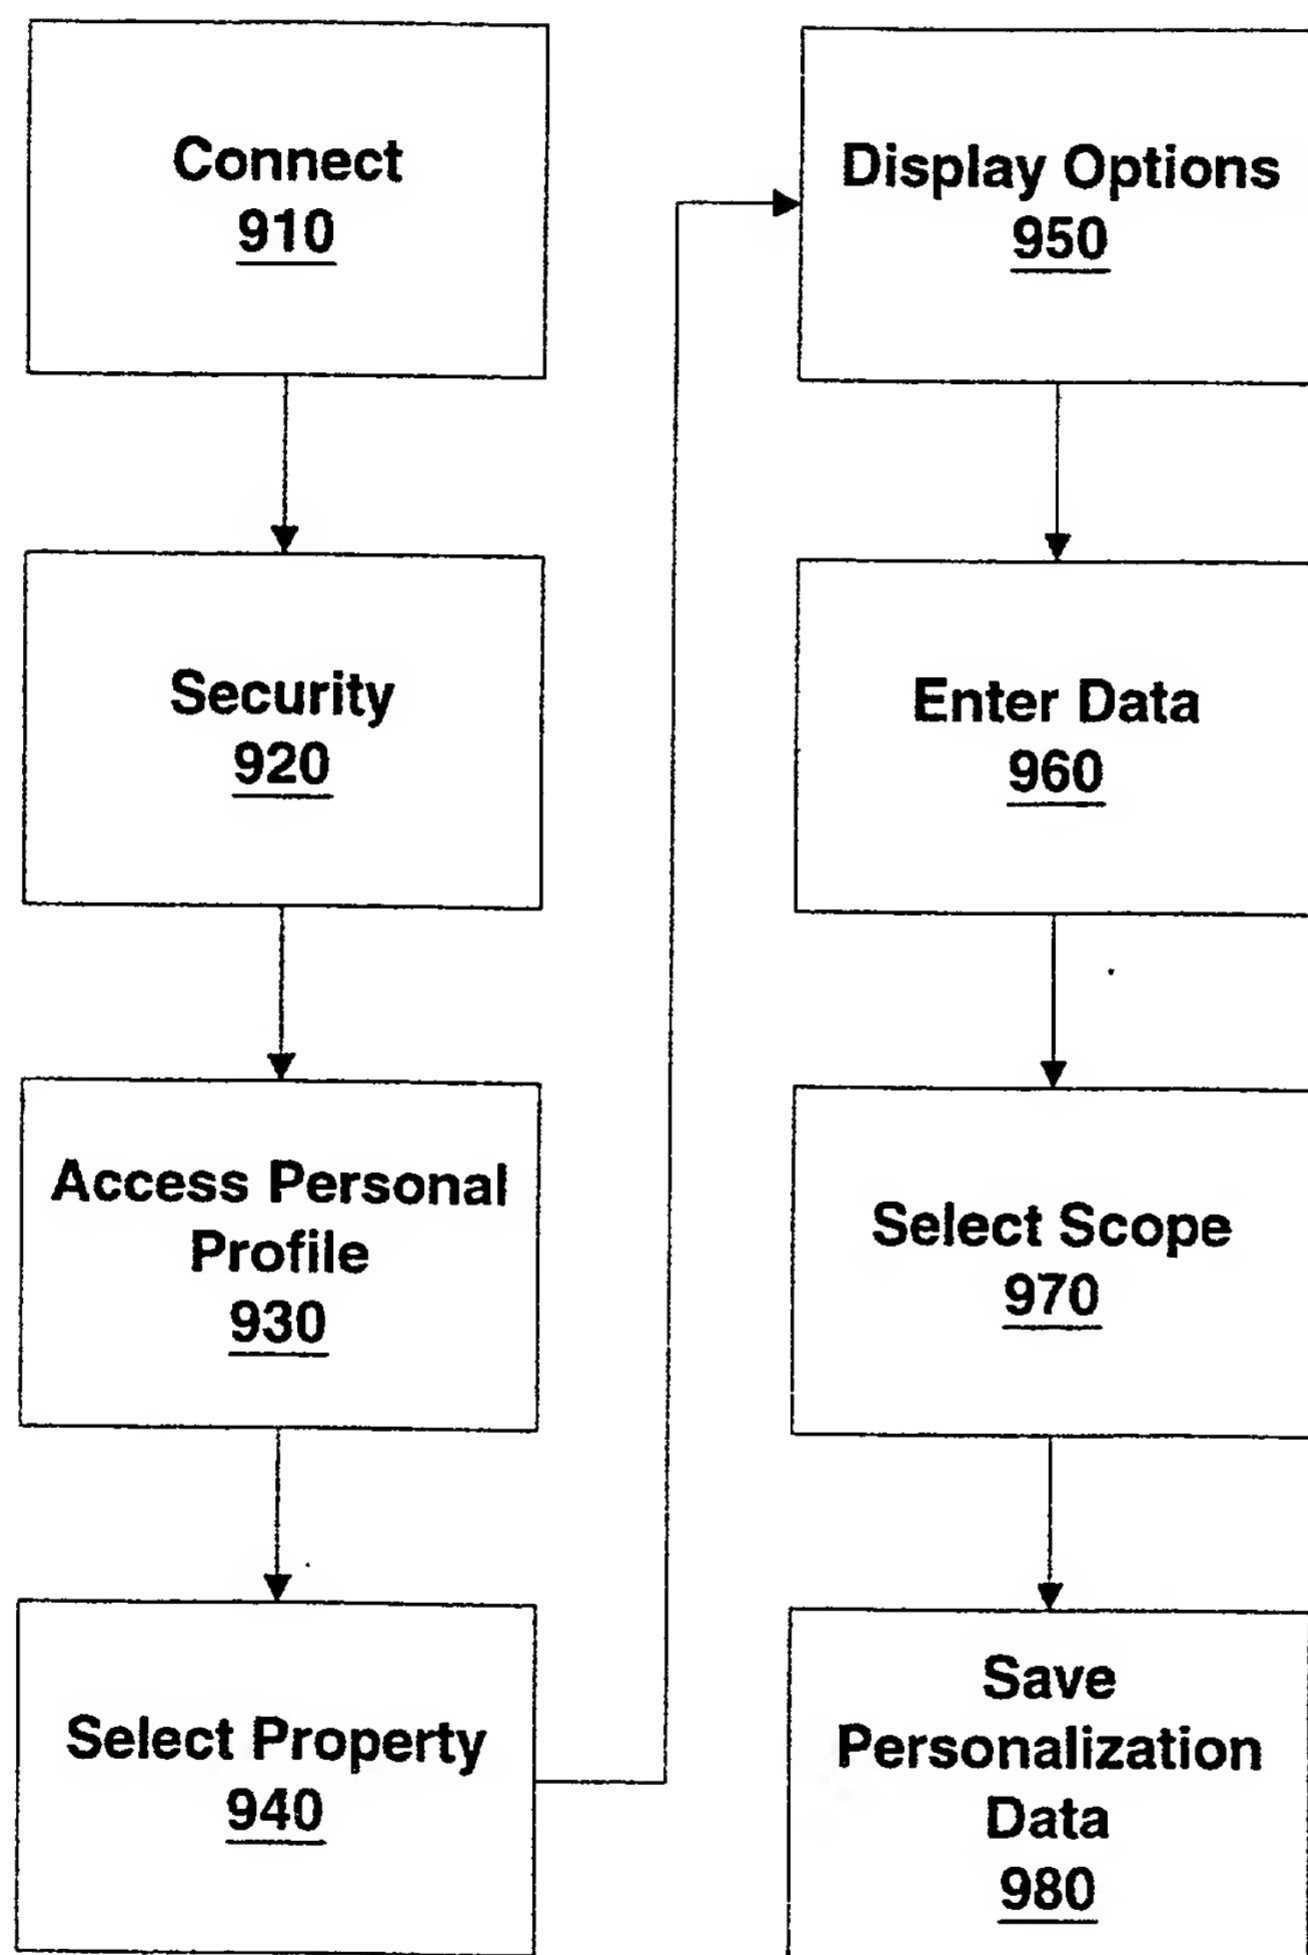 Connect
910
Security
920
Access Personal
Profile
930
Select Property
940
Display Options
950
Enter Data
960
Select Scope
970
Save
Personalization
Data
980